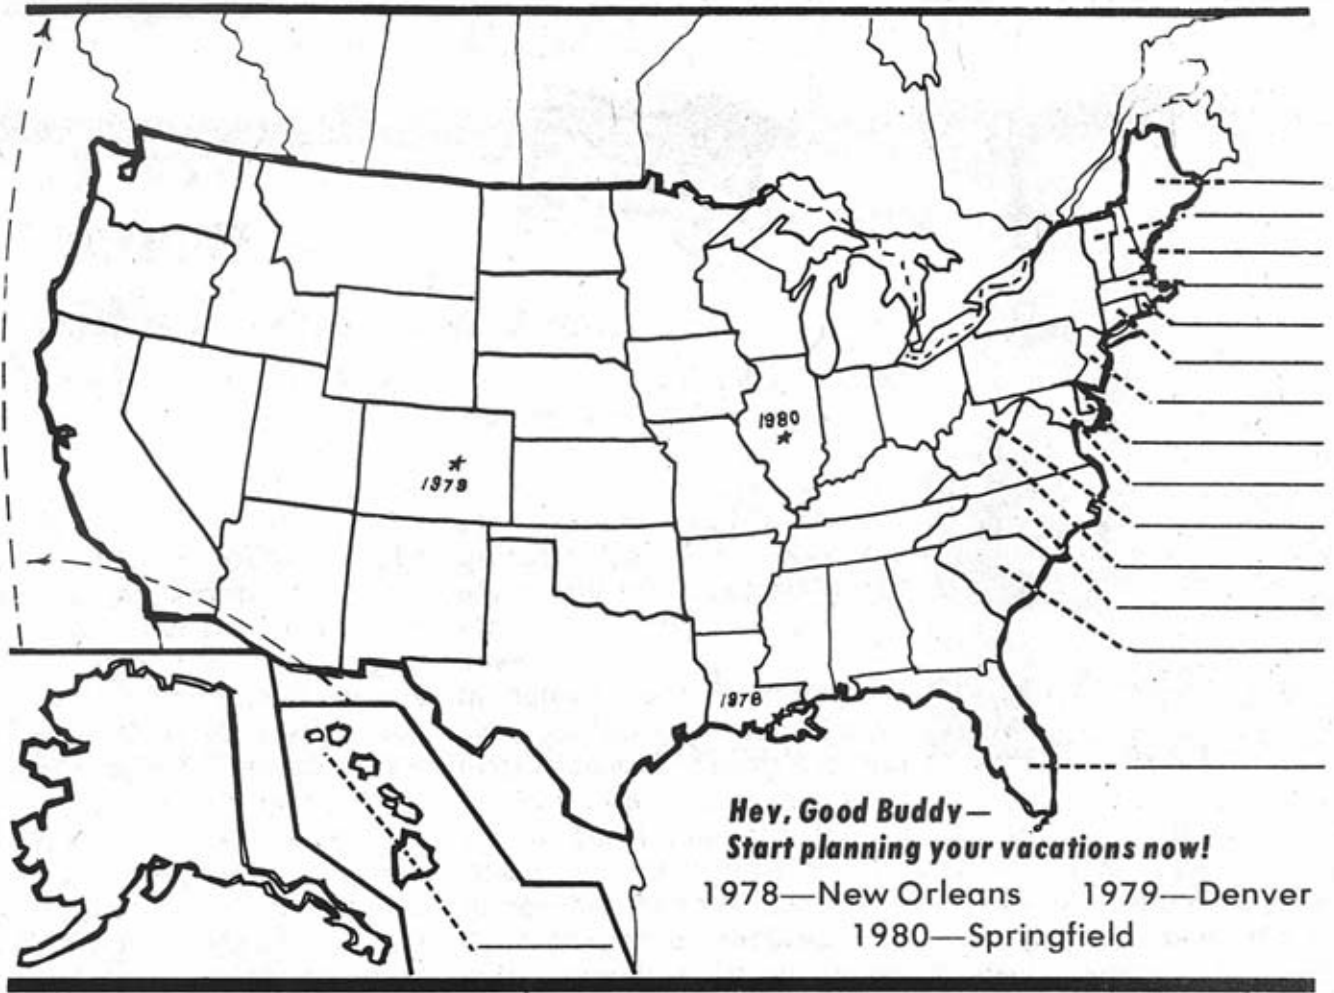 1980
1979
1978
Hey, Good Buddy—
Start planning your vacations now!
1978—New Orleans 1979—Denver
1980—Springfield